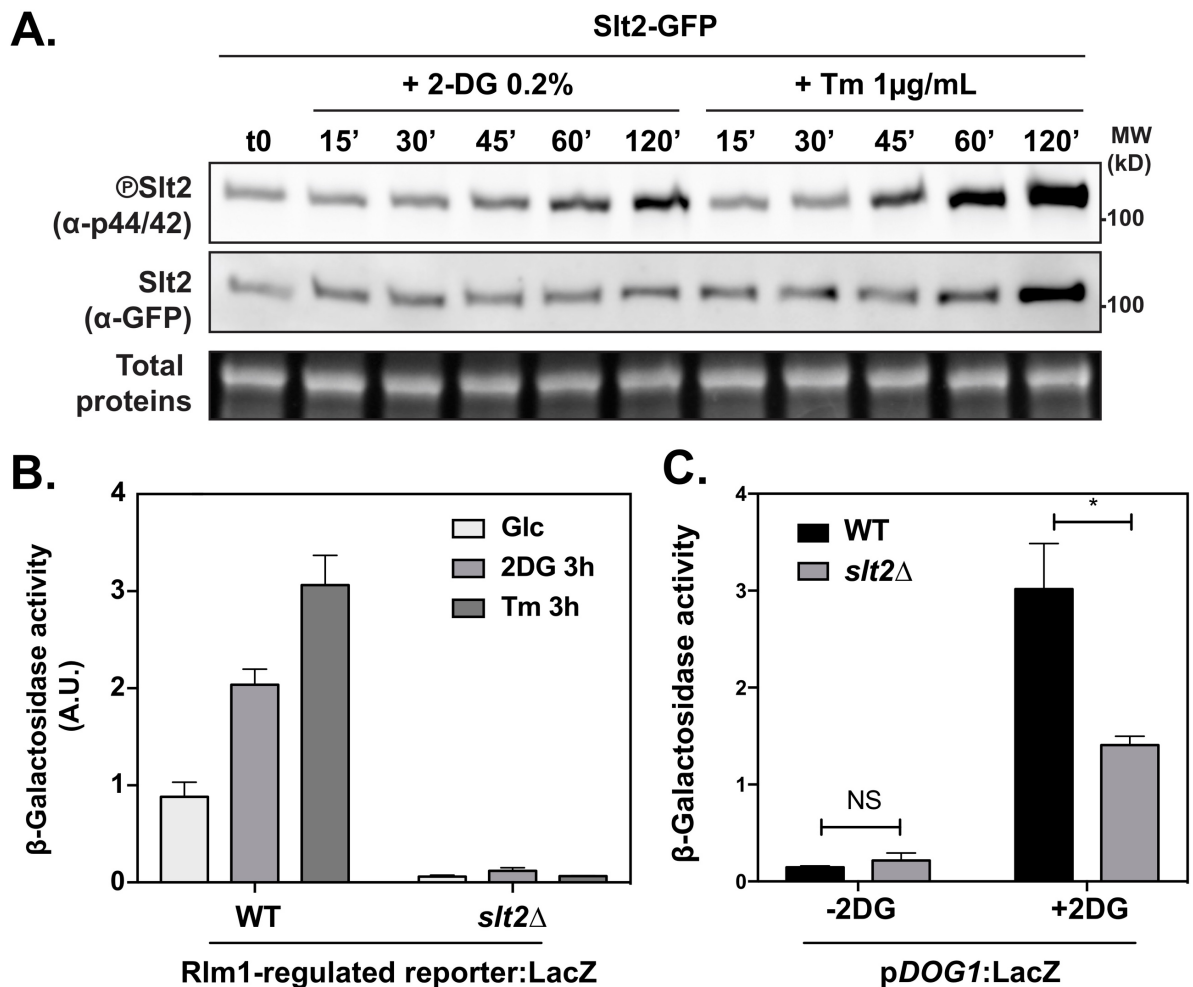 A.
Slt2-GFP
+ 2-DG 0.2%
+ Tm 1µg/mL
t0 15’ 30’ 45’ 60’ 120’ 15’ 30’ 45’ 60’ 120’
MW
(kD)
ⓅSlt2
(α-p44/42)
-100
Slt2
(α-GFP)
-100
Total
proteins
B.
β-Galactosidase activity
(A.U.)
4
3
2
1
0
Glc
2DG 3h
Tm 3h
WT
slt2Δ
Rlm1-regulated reporter:LacZ
C.
β-Galactosidase activity
4
3
2
1
0
WT
slt2Δ
NS
*
-2DG
+2DG
pDOG1:LacZ